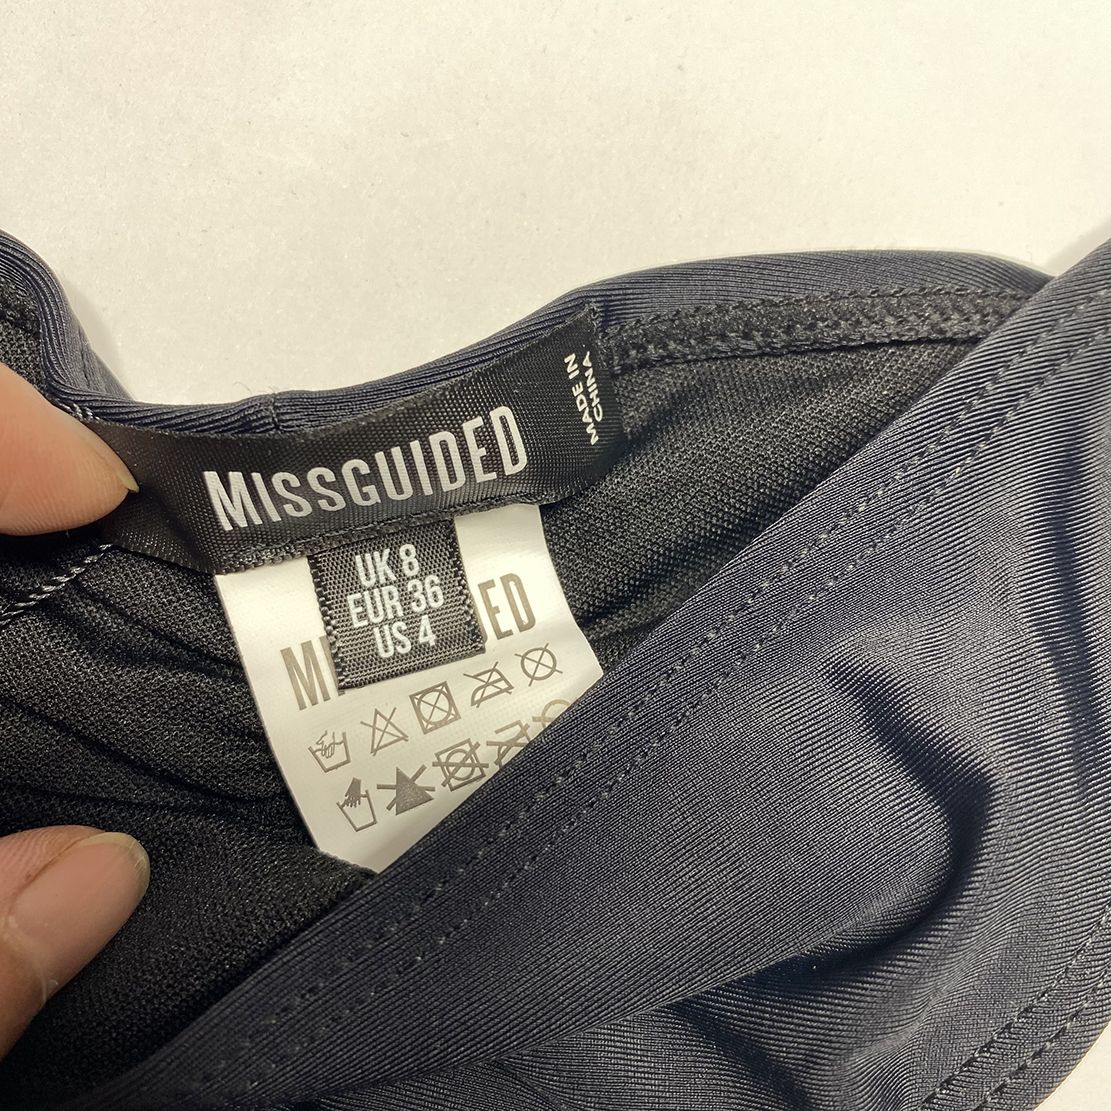 MISSGUIDED
MADE IN
CHINA
UK 8
EUR 36
US 4